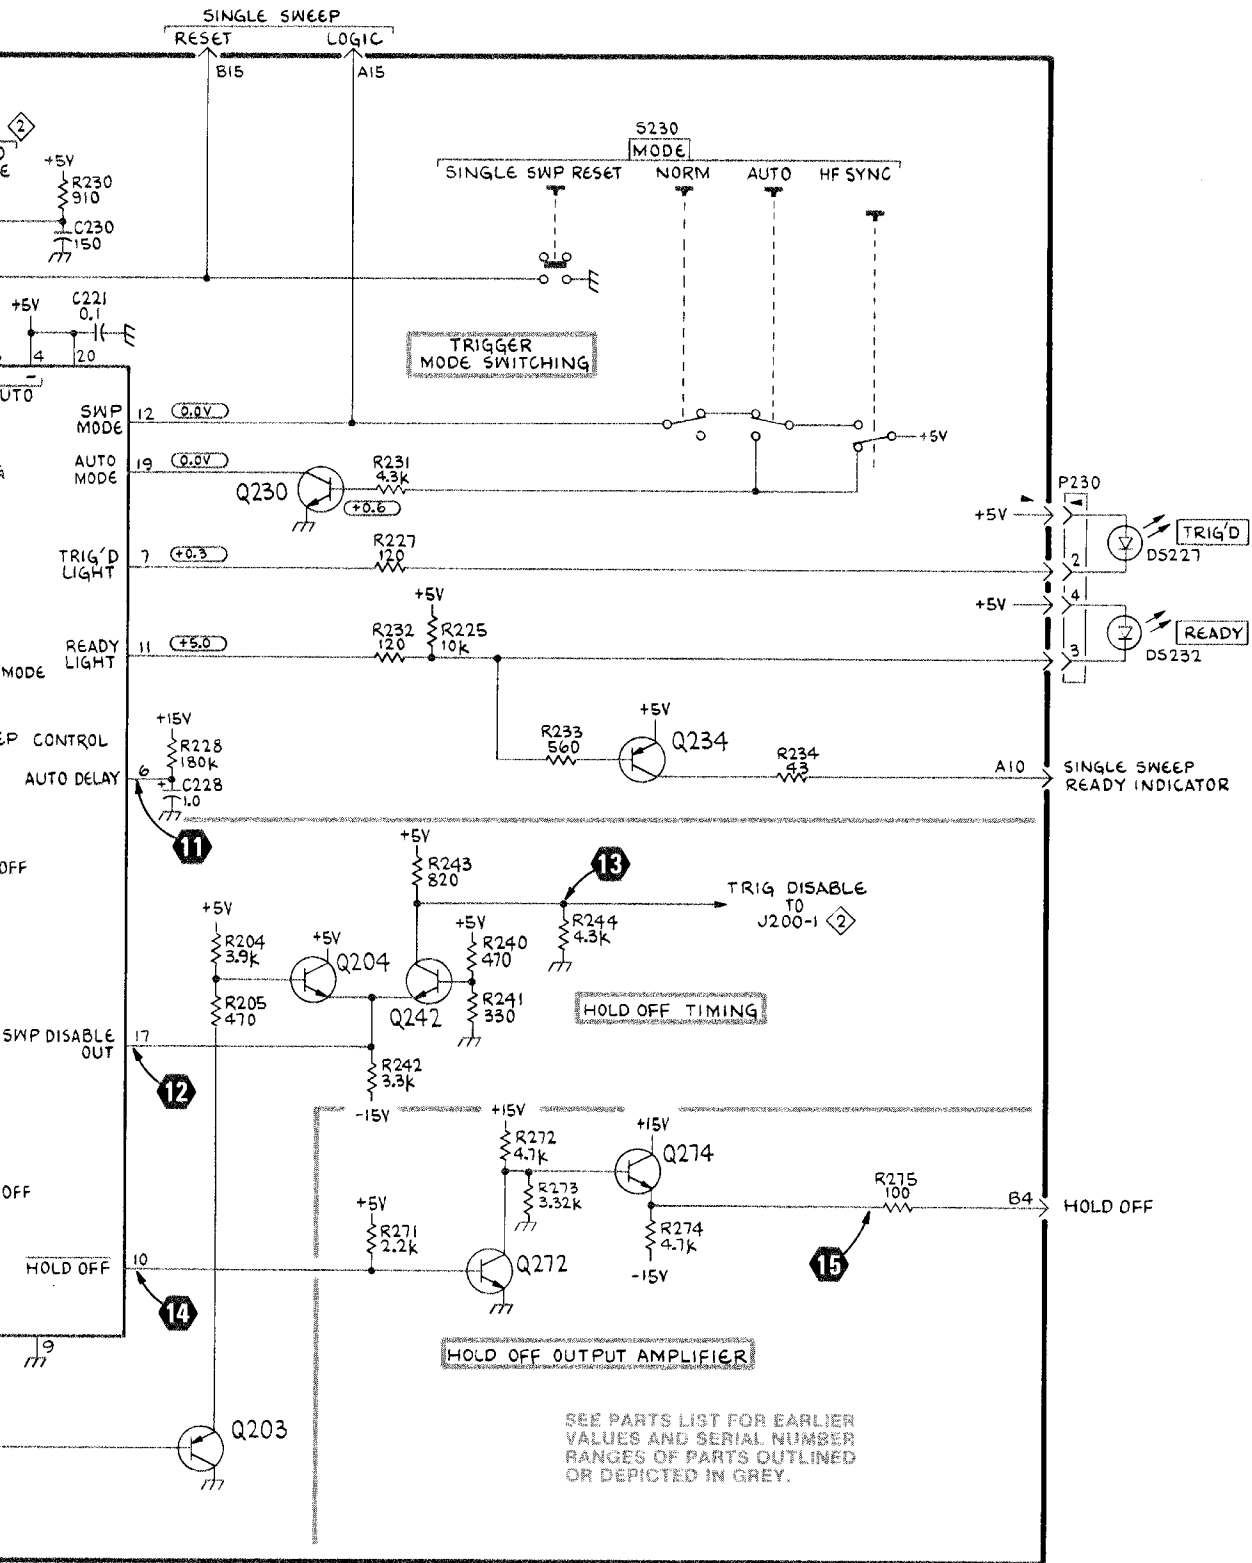 SINGLE SWEEP
RESET
LOGIC
B15
A15
2
E
+5V
R230
910
C230
150
S230
MODE
SINGLE SWP RESET
NORM
AUTO
HF SYNC
+5V
C221
0.1
4
20
TRIGGER
MODE SWITCHING
UTO
SWP
MODE
12
0.0V
+5V
AUTO
MODE
19
0.0V
Q230
R231
4.3K
+0.6
P230
+5V
TRIG'D
DS227
2
TRIG'D
LIGHT
7
+0.3
R227
120
+5V
+5V
4
READY
DS232
3
READY
LIGHT
11
+5.0
R232
120
R225
10K
MODE
+15V
R228
180K
EP CONTROL
AUTO DELAY
6
+
C228
1.0
11
R233
560
+5V
Q234
R234
43
A10
SINGLE SWEEP
READY INDICATOR
OFF
+5V
R243
820
13
TRIG DISABLE
TO
J200-1 2
R244
4.3K
+5V
R204
3.9K
+5V
Q204
+5V
R240
470
R205
470
Q242
R241
330
HOLD OFF TIMING
SWP DISABLE
OUT
17
12
R242
3.3K
-15V
+15V
R272
4.7K
+15V
Q274
R273
3.32K
R275
100
B4
HOLD OFF
OFF
+5V
R271
2.2K
R274
4.7K
-15V
15
HOLD OFF
10
14
Q272
9
HOLD OFF OUTPUT AMPLIFIER
Q203
SEE PARTS LIST FOR EARLIER
VALUES AND SERIAL NUMBER
RANGES OF PARTS OUTLINED
OR DEPICTED IN GREY.